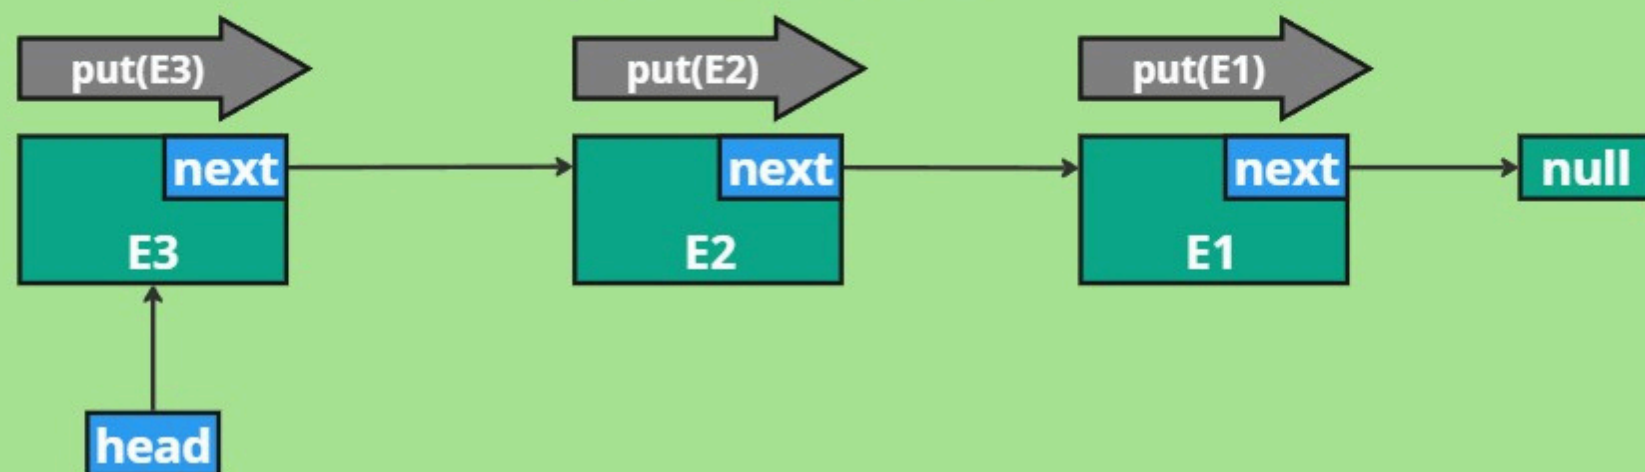 put(E3)
put(E2)
put(E1)
next
next
next
null
E3
E2
E1
head